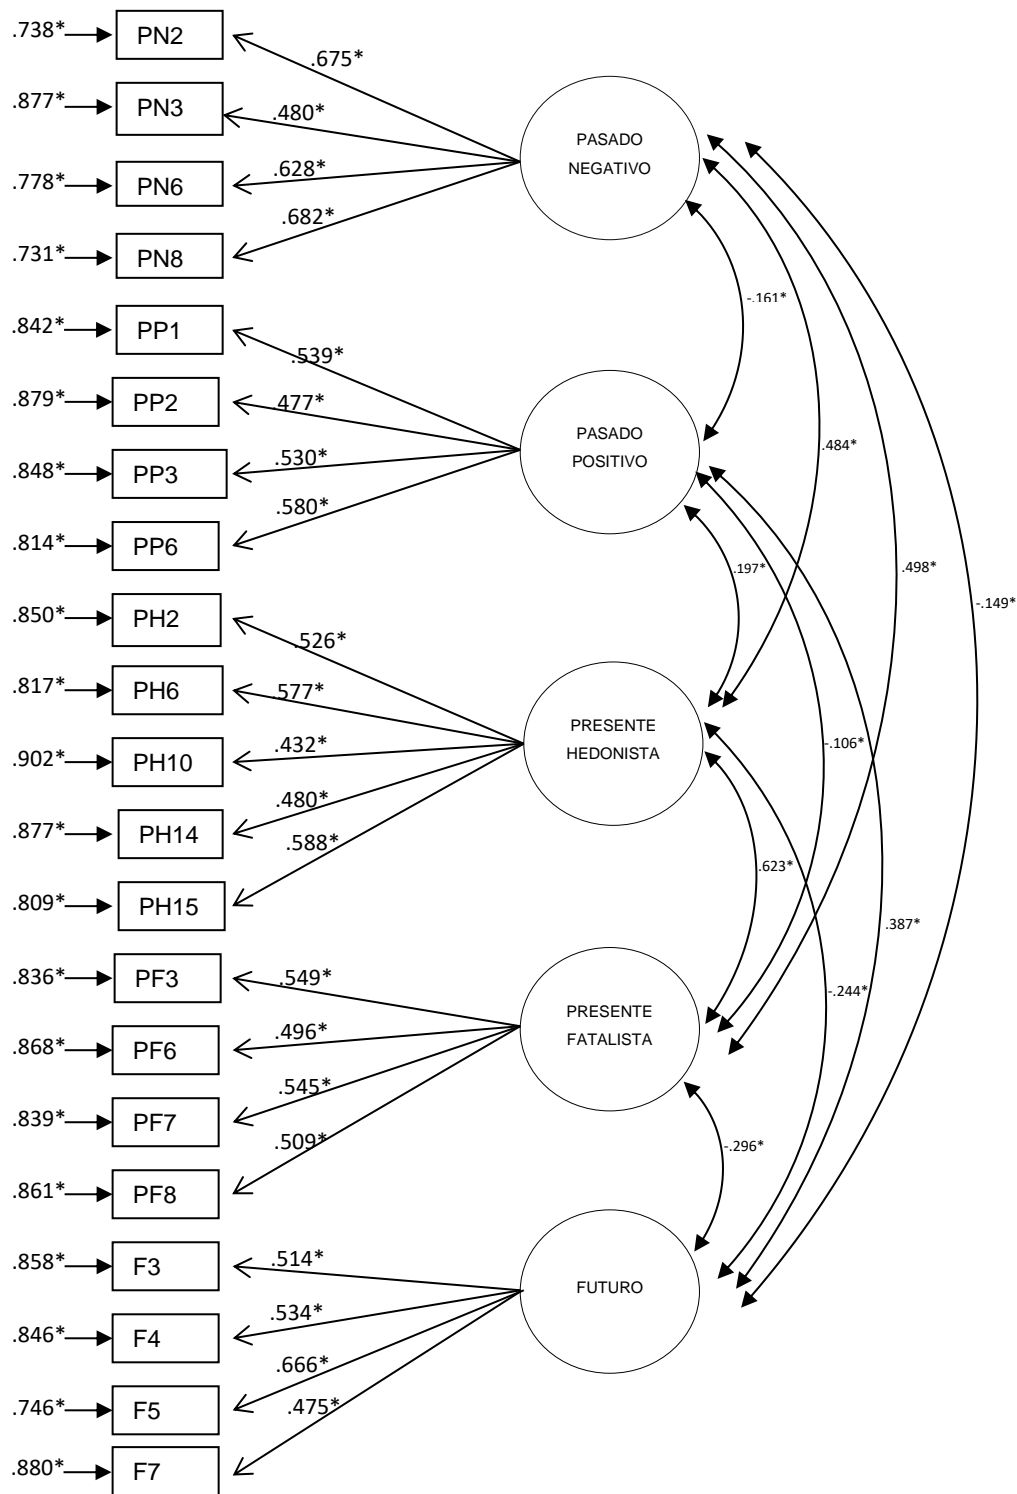 .738* PN2
.675*
.877* PN3
.480*
.778* PN6
.628*
.731* PN8
.682*
PASADO
NEGATIVO
.842* PP1
.539*
.879* PP2
.477*
.848* PP3
.530*
.814* PP6
.580*
PASADO
POSITIVO
.850* PH2
.526*
.817* PH6
.577*
.902* PH10
.432*
.877* PH14
.480*
.809* PH15
.588*
PRESENTE
HEDONISTA
.836* PF3
.549*
.868* PF6
.496*
.839* PF7
.545*
.861* PF8
.509*
PRESENTE
FATALISTA
.858* F3
.514*
.846* F4
.534*
.746* F5
.666*
.880* F7
.475*
FUTURO
-.161*
.484*
.498*
-.149*
.197*
-.106*
.387*
.623*
-.244*
-.296*